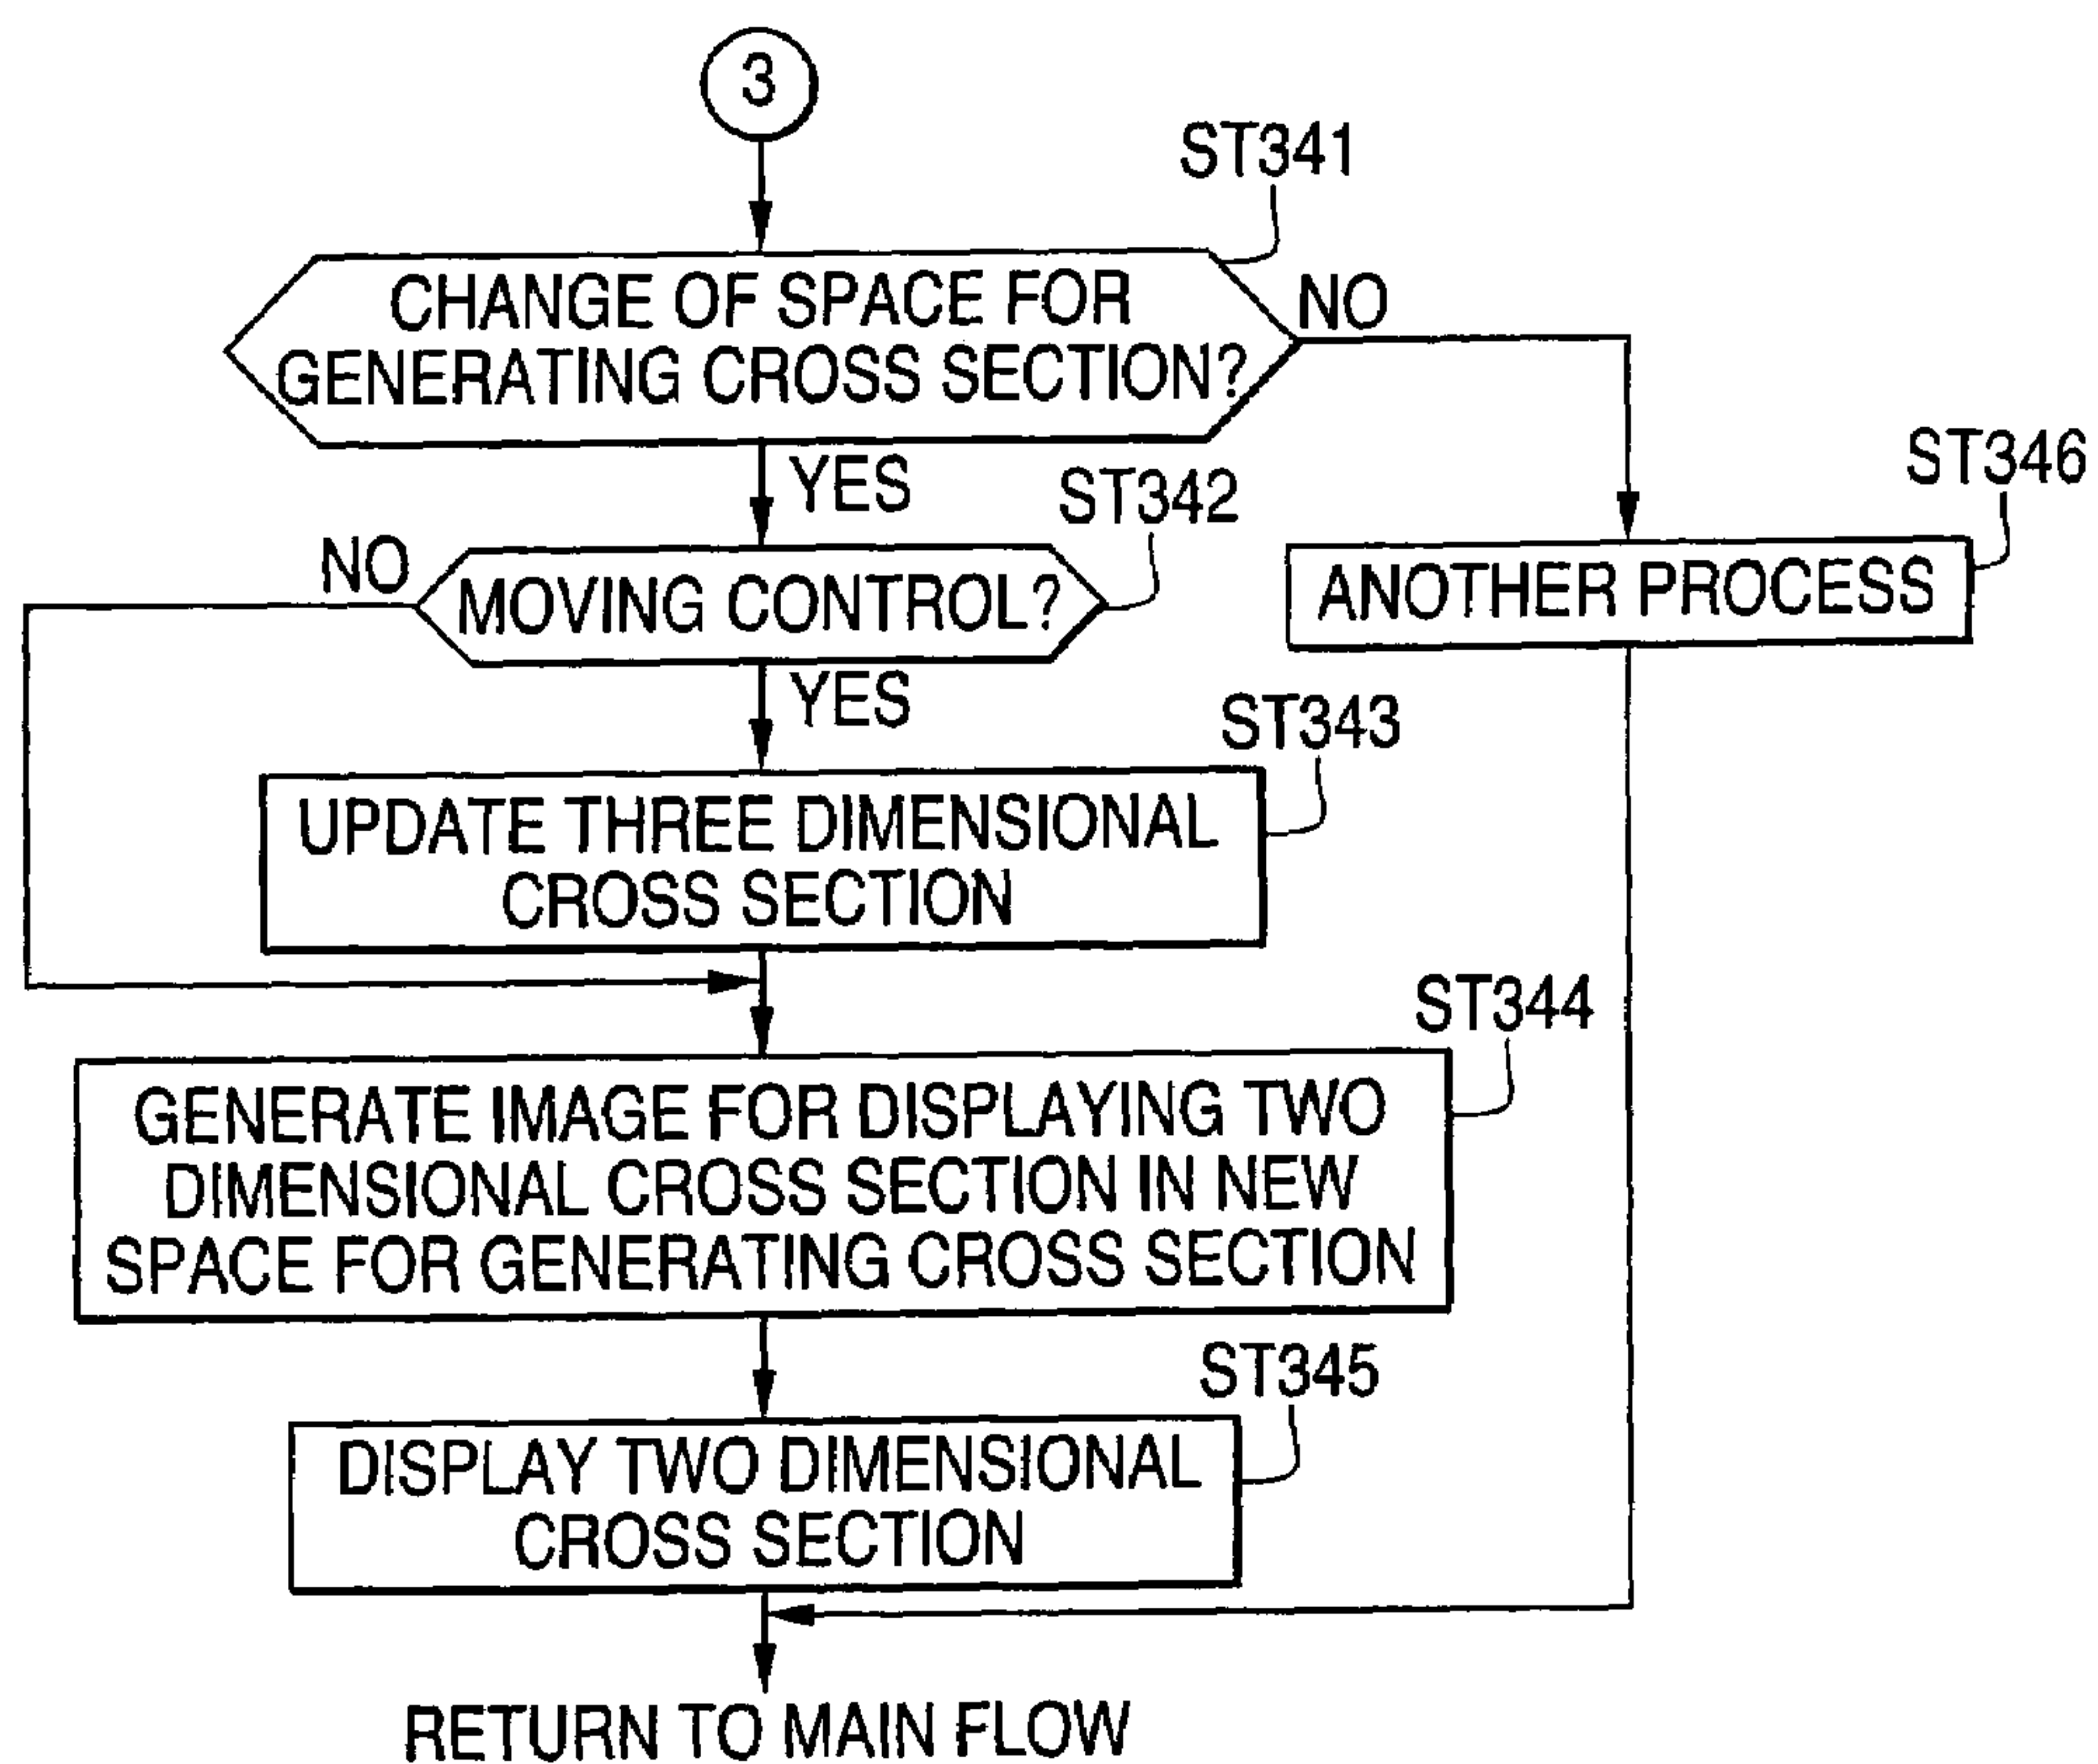 3
ST341
CHANGE OF SPACE FOR
GENERATING CROSS SECTION?
NO
YES
ST342
ST346
NO
MOVING CONTROL?
ANOTHER PROCESS
YES
ST343
UPDATE THREE DIMENSIONAL
CROSS SECTION
ST344
GENERATE IMAGE FOR DISPLAYING TWO
DIMENSIONAL CROSS SECTION IN NEW
SPACE FOR GENERATING CROSS SECTION
ST345
DISPLAY TWO DIMENSIONAL
CROSS SECTION
RETURN TO MAIN FLOW